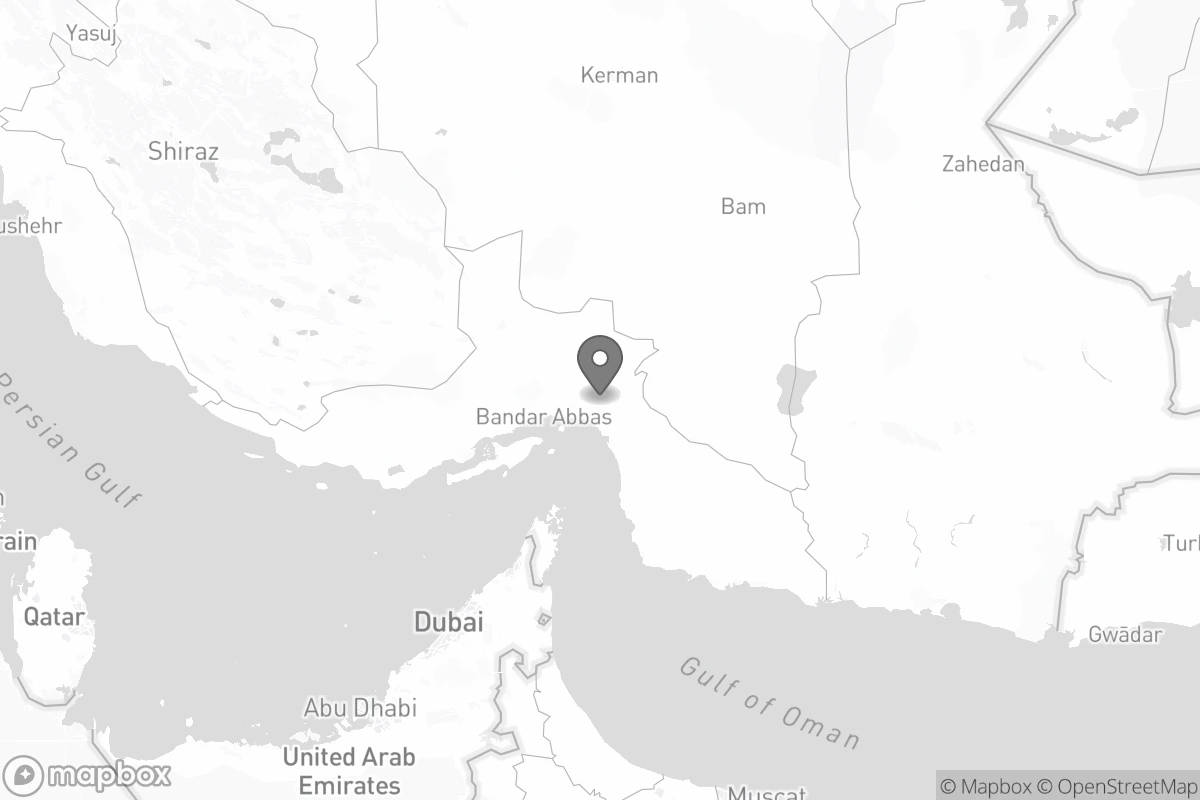 Yasuj
Kerman
Shiraz
Zahedan
Bam
ushehr
Bandar Abbas
Persian Gulf
rain
Turl
Qatar
Dubai
Gwādar
Gulf of Oman
Abu Dhabi
United Arab
Emirates
Muscat
mapbox
© Mapbox © OpenStreetMap